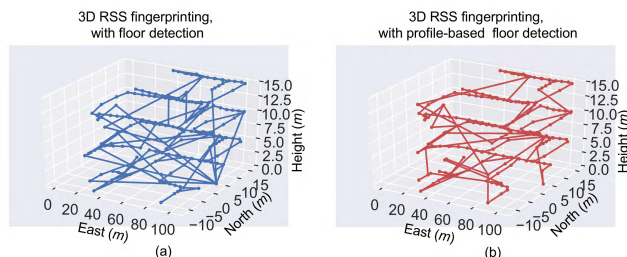 3D RSS fingerprinting,
with floor detection
15.0
12.5
10.0
7.5
5.0
2.5
0.0
Height (m)
0 20 40 60 80 100
East (m)
−10 −5 0 5 10 15
North (m)
(a)
3D RSS fingerprinting,
with profile-based floor detection
15.0
12.5
10.0
7.5
5.0
2.5
0.0
Height (m)
0 20 40 60 80 100
East (m)
−10 −5 0 5 10 15
North (m)
(b)